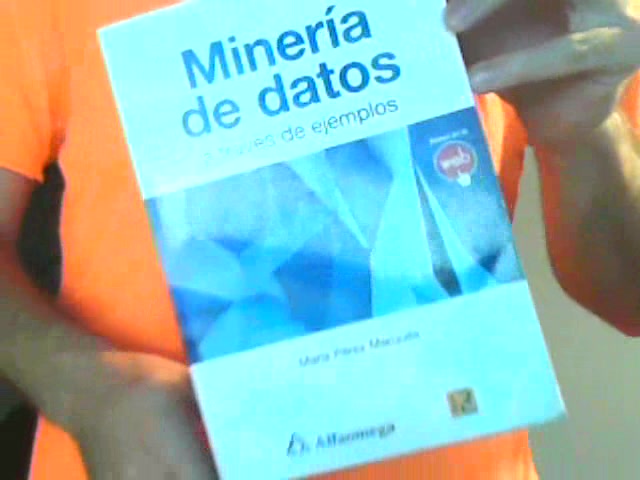 Minería
de datos
a través de ejemplos
web
María Pérez Marqués
Alfaomega